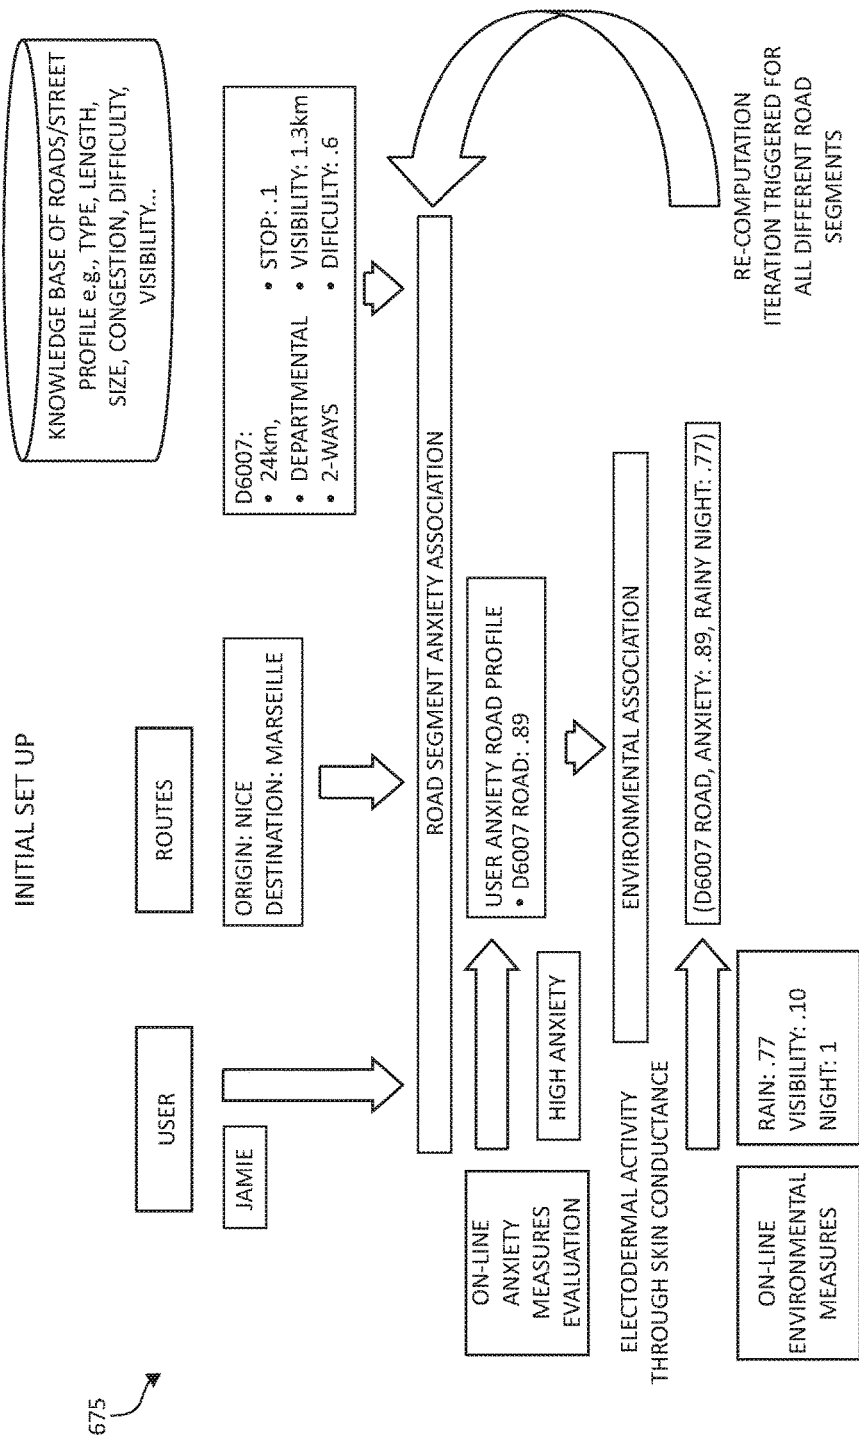 675
INITIAL SET UP
USER
ROUTES
KNOWLEDGE BASE OF ROADS/STREET
PROFILE e.g., TYPE, LENGTH,
SIZE, CONGESTION, DIFFICULTY,
VISIBILITY...
JAMIE
ORIGIN: NICE
DESTINATION: MARSEILLE
D6007:
• 24km,
• DEPARTMENTAL
• 2-WAYS
• STOP: .1
• VISIBILITY: 1.3km
• DIFICULTY: .6
ROAD SEGMENT ANXIETY ASSOCIATION
ON-LINE
ANXIETY
MEASURES
EVALUATION
HIGH ANXIETY
USER ANXIETY ROAD PROFILE
• D6007 ROAD: .89
ELECTODERMAL ACTIVITY
THROUGH SKIN CONDUCTANCE
ENVIRONMENTAL ASSOCIATION
ON-LINE
ENVIRONMENTAL
MEASURES
RAIN: .77
VISIBILITY: .10
NIGHT: 1
(D6007 ROAD, ANXIETY: .89, RAINY NIGHT: .77)
RE-COMPUTATION
ITERATION TRIGGERED FOR
ALL DIFFERENT ROAD
SEGMENTS